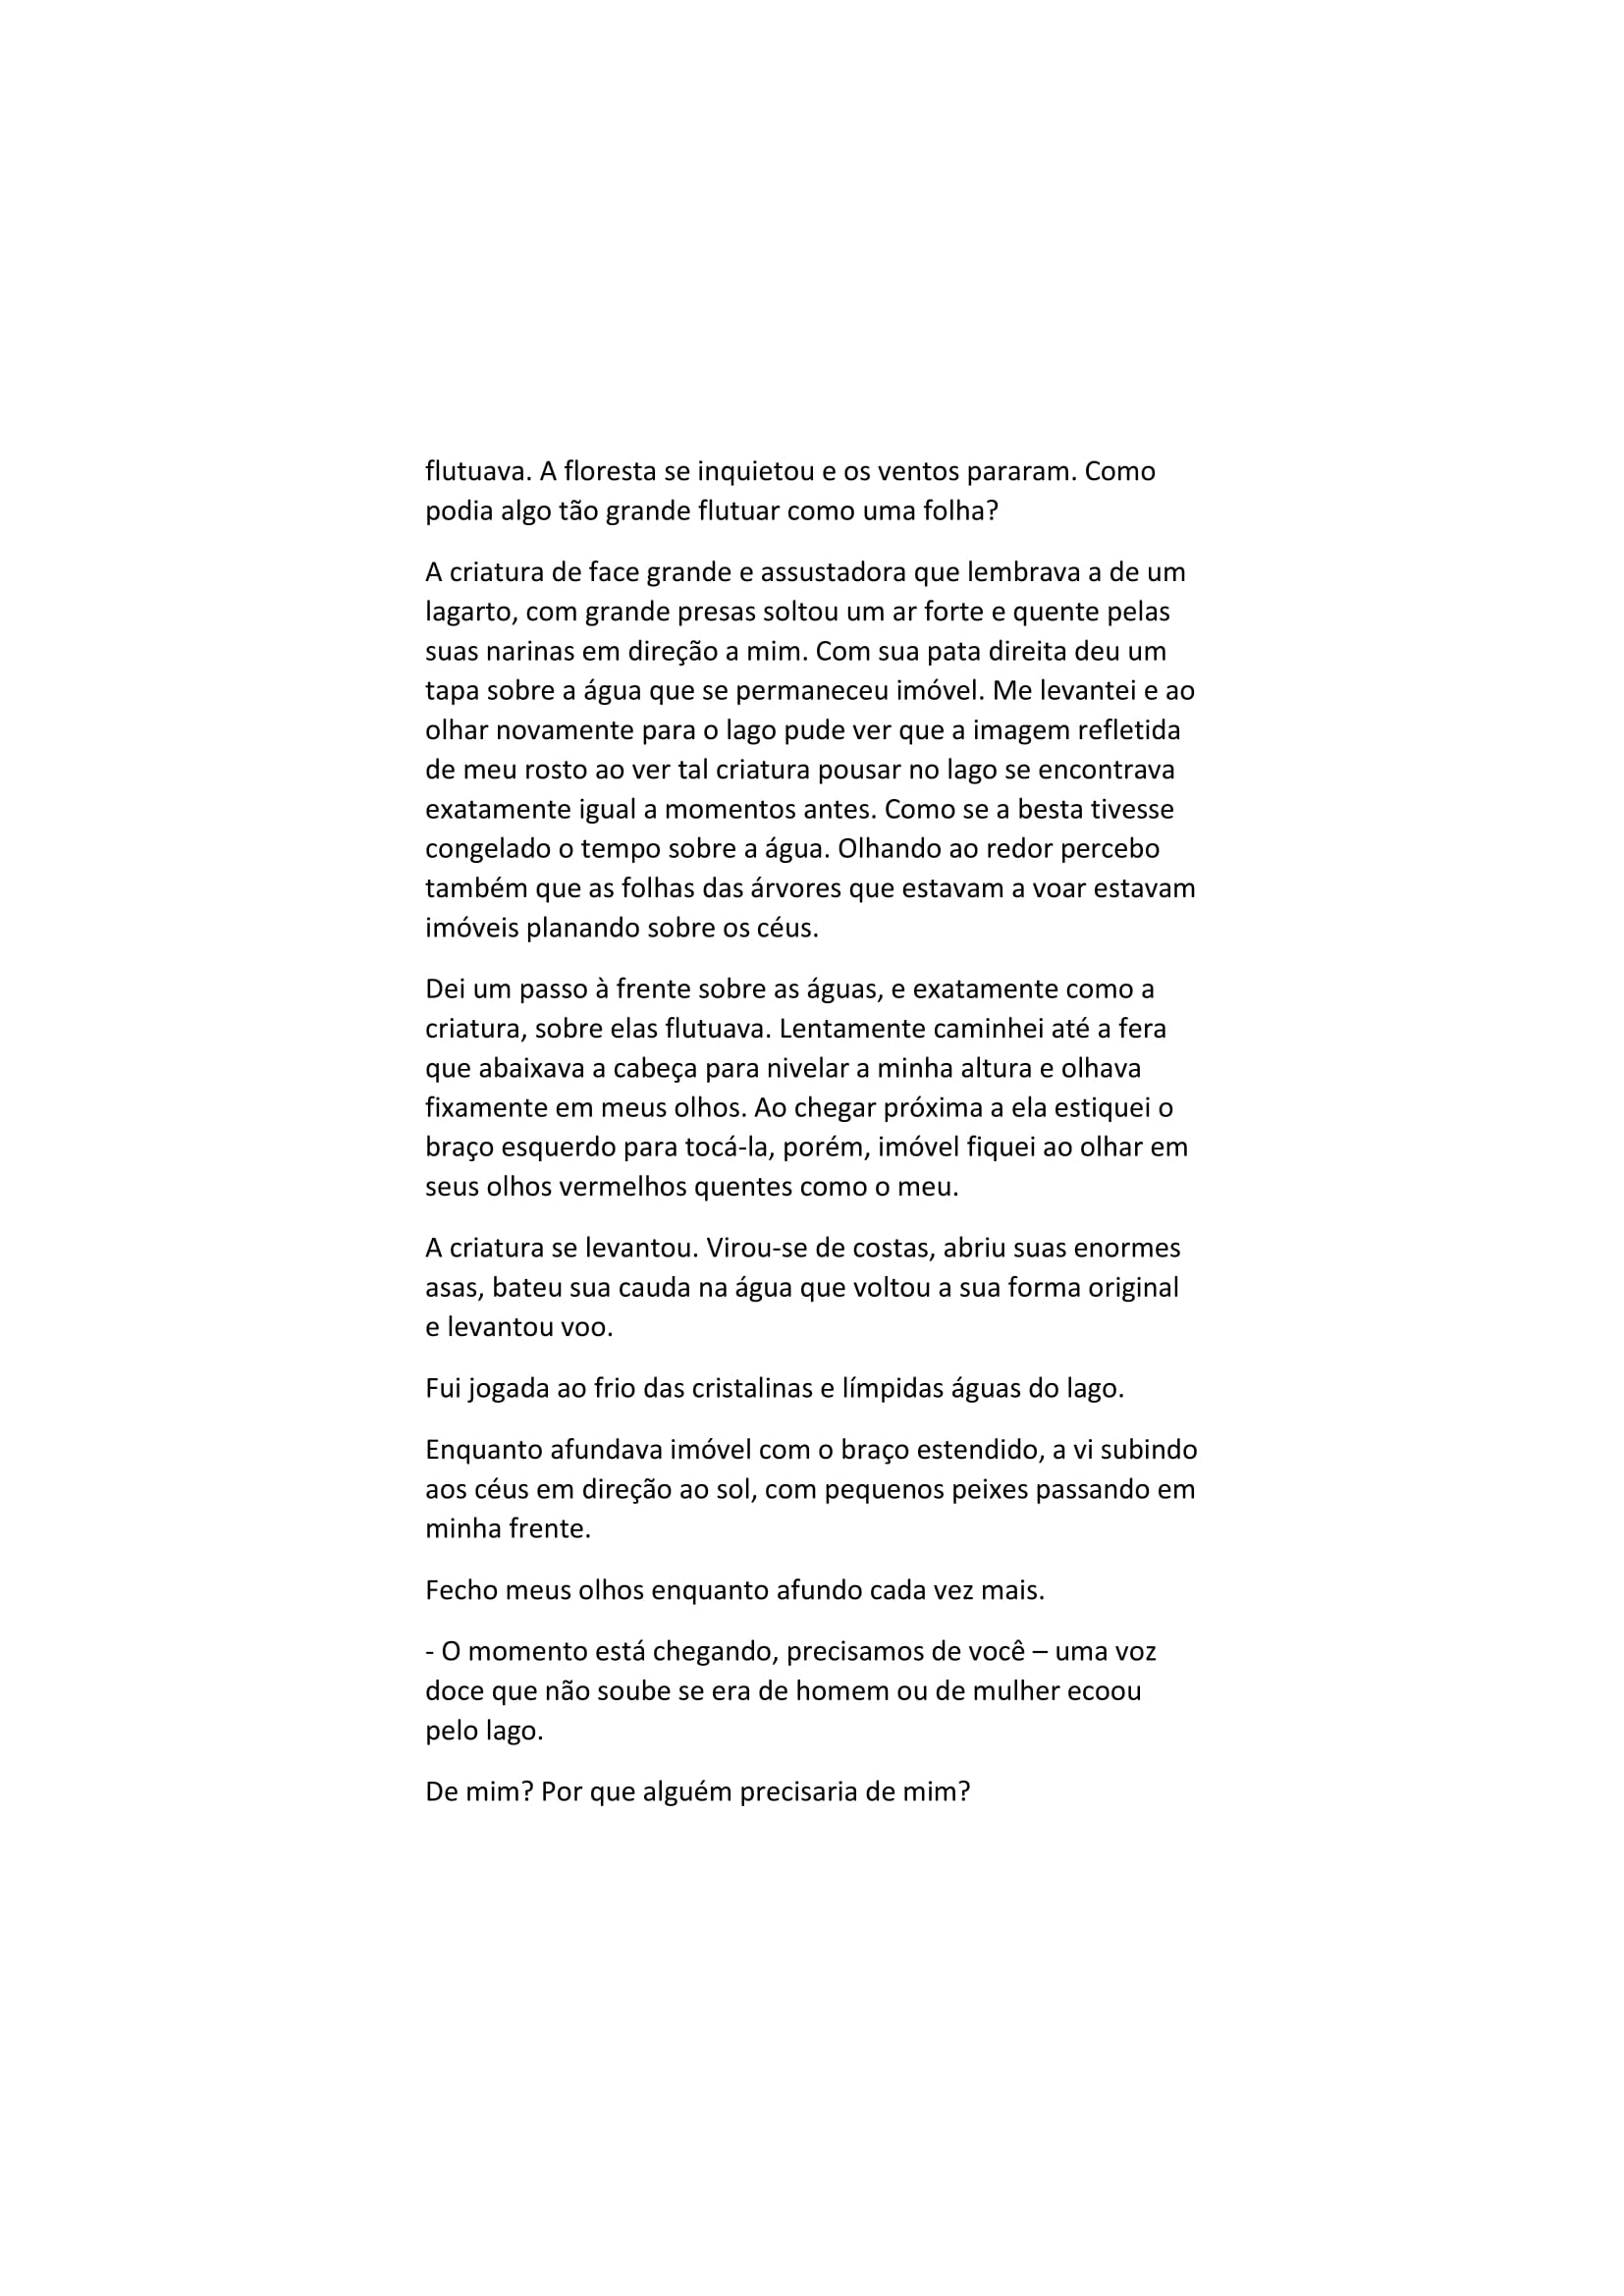 flutuava. A floresta se inquietou e os ventos pararam. Como
podia algo tão grande flutuar como uma folha?
A criatura de face grande e assustadora que lembrava a de um
lagarto, com grande presas soltou um ar forte e quente pelas
suas narinas em direção a mim. Com sua pata direita deu um
tapa sobre a água que se permaneceu imóvel. Me levantei e ao
olhar novamente para o lago pude ver que a imagem refletida
de meu rosto ao ver tal criatura pousar no lago se encontrava
exatamente igual a momentos antes. Como se a besta tivesse
congelado o tempo sobre a água. Olhando ao redor percebo
também que as folhas das árvores que estavam a voar estavam
imóveis planando sobre os céus.
Dei um passo à frente sobre as águas, e exatamente como a
criatura, sobre elas flutuava. Lentamente caminhei até a fera
que abaixava a cabeça para nivelar a minha altura e olhava
fixamente em meus olhos. Ao chegar próxima a ela estiquei o
braço esquerdo para tocá-la, porém, imóvel fiquei ao olhar em
seus olhos vermelhos quentes como o meu.
A criatura se levantou. Virou-se de costas, abriu suas enormes
asas, bateu sua cauda na água que voltou a sua forma original
e levantou voo.
Fui jogada ao frio das cristalinas e límpidas águas do lago.
Enquanto afundava imóvel com o braço estendido, a vi subindo
aos céus em direção ao sol, com pequenos peixes passando em
minha frente.
Fecho meus olhos enquanto afundo cada vez mais.
- O momento está chegando, precisamos de você – uma voz
doce que não soube se era de homem ou de mulher ecoou
pelo lago.
De mim? Por que alguém precisaria de mim?